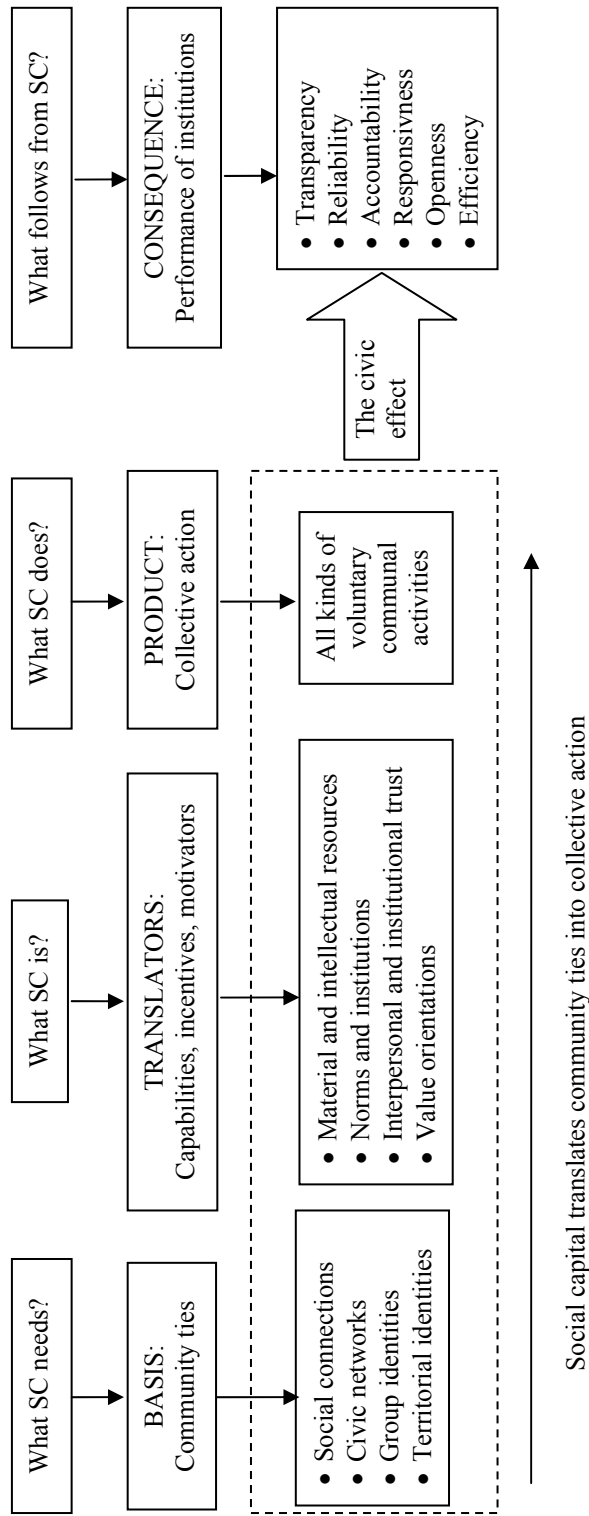 What SC needs?
BASIS:
Community ties
• Social connections
• Civic networks
• Group identities
• Territorial identities
What SC is?
TRANSLATORS:
Capabilities, incentives, motivators
• Material and intellectual resources
• Norms and institutions
• Interpersonal and institutional trust
• Value orientations
What SC does?
PRODUCT:
Collective action
All kinds of
voluntary
communal
activities
The civic
effect
What follows from SC?
CONSEQUENCE:
Performance of institutions
• Transparency
• Reliability
• Accountability
• Responsivness
• Openness
• Efficiency
Social capital translates community ties into collective action